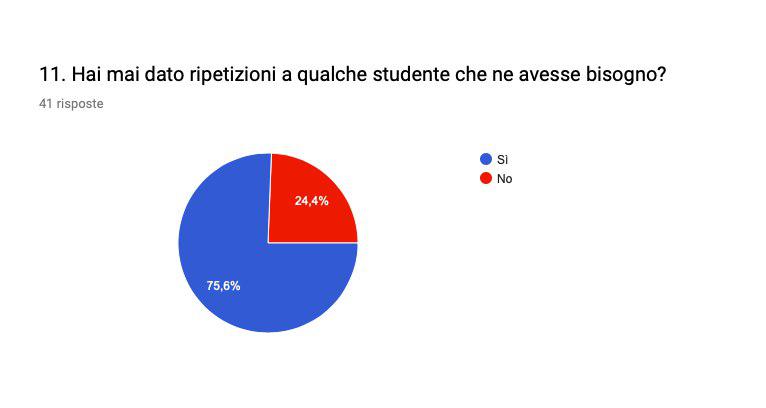 11. Hai mai dato ripetizioni a qualche studente che ne avesse bisogno?
41 risposte
Sì
No
24,4%
75,6%